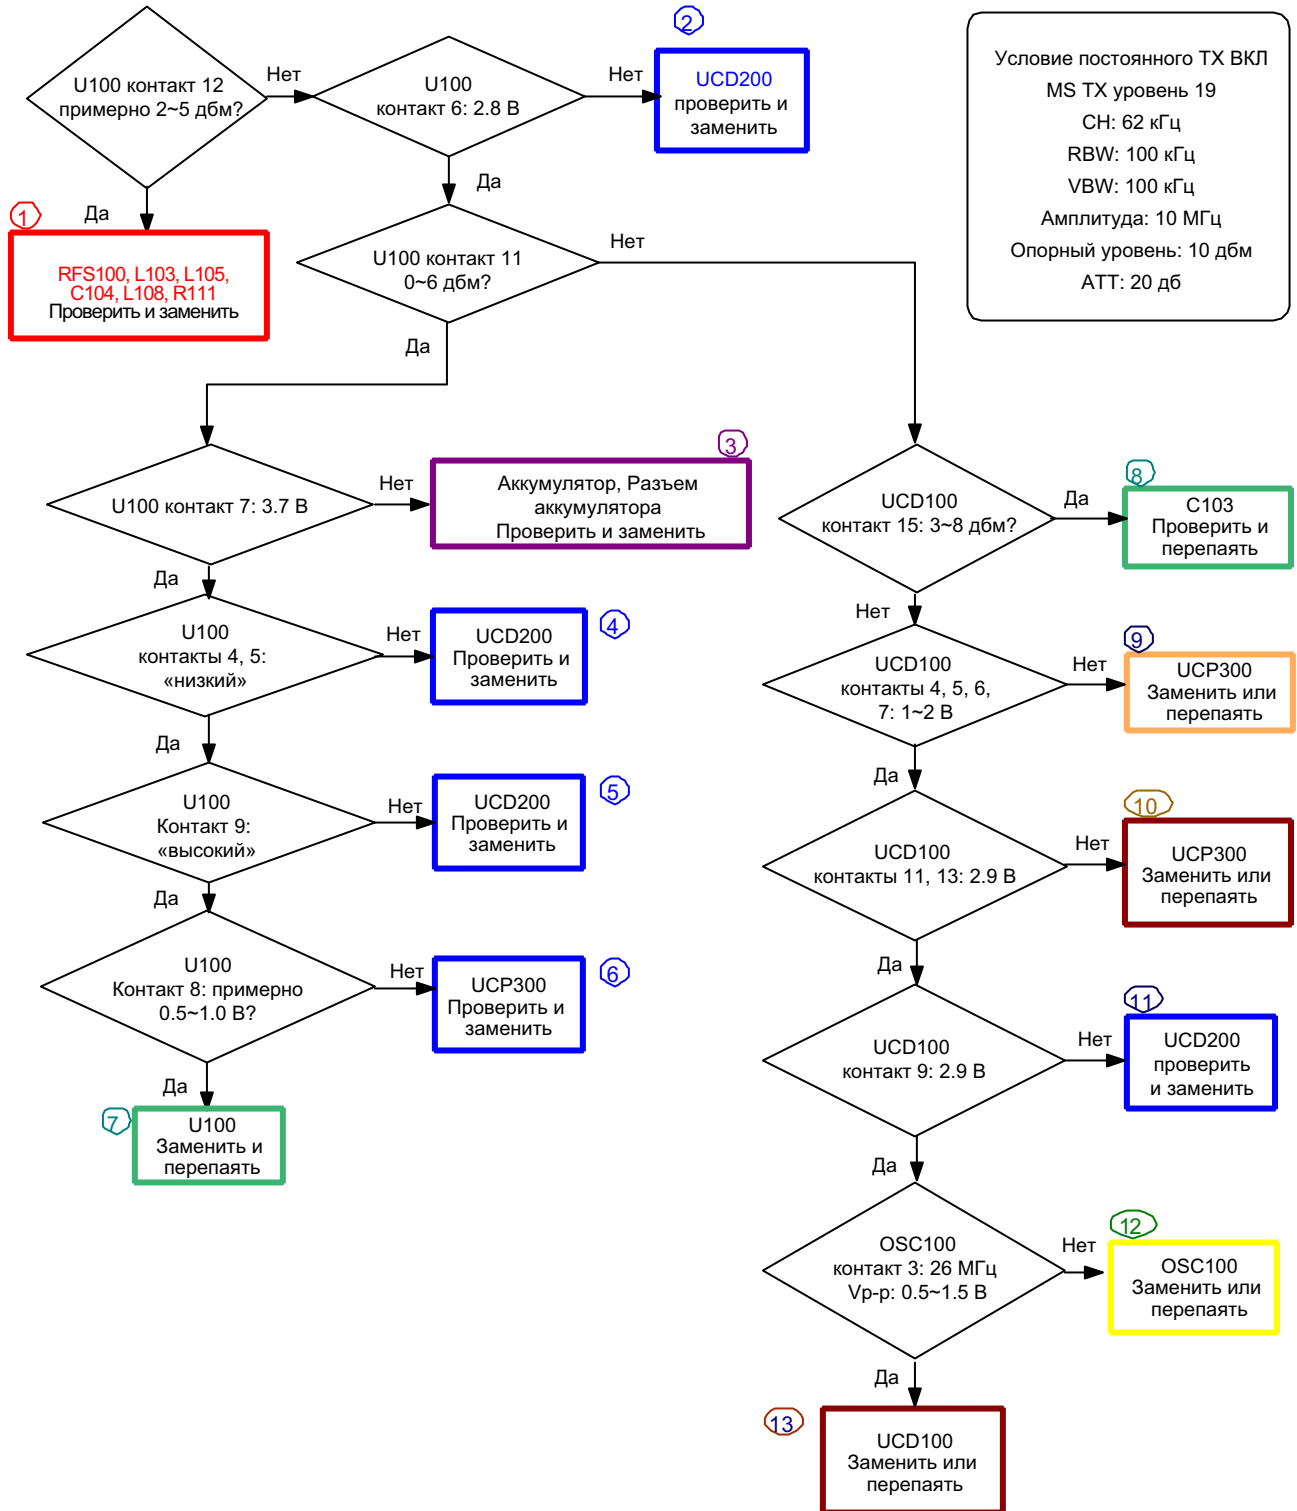 U100 контакт 12
примерно 2~5 дбм?
Нет
U100
контакт 6: 2.8 В
Нет
2
UCD200
проверить и
заменить
Условие постоянного TX ВКЛ
MS TX уровень 19
CH: 62 кГц
RBW: 100 кГц
VBW: 100 кГц
Амплитуда: 10 МГц
Опорный уровень: 10 дбм
ATT: 20 дб
Да
1
RFS100, L103, L105,
C104, L108, R111
Проверить и заменить
Да
U100 контакт 11
0~6 дбм?
Нет
Да
U100 контакт 7: 3.7 В
Нет
3
Аккумулятор, Разъем
аккумулятора
Проверить и заменить
UCD100
контакт 15: 3~8 дбм?
Да
8
C103
Проверить и
перепаять
Да
U100
контакты 4, 5:
«низкий»
Нет
UCD200
Проверить и
заменить
4
Нет
UCD100
контакты 4, 5, 6,
7: 1~2 В
Нет
9
UCP300
Заменить или
перепаять
Да
U100
Контакт 9:
«высокий»
Нет
UCD200
Проверить и
заменить
5
Да
UCD100
контакты 11, 13: 2.9 В
Нет
10
UCP300
Заменить или
перепаять
Да
U100
Контакт 8: примерно
0.5~1.0 В?
Нет
UCP300
Проверить и
заменить
6
Да
UCD100
контакт 9: 2.9 В
Нет
11
UCD200
проверить
и заменить
Да
7
U100
Заменить и
перепаять
Да
OSC100
контакт 3: 26 МГц
Vp-p: 0.5~1.5 В
Нет
12
OSC100
Заменить или
перепаять
Да
13
UCD100
Заменить или
перепаять